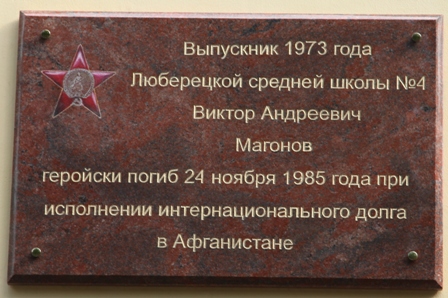 Выпускник 1973 года
Люберецкой средней школы №4
Виктор Андреевич
Магонов
геройски погиб 24 ноября 1985 года при
исполнении интернационального долга
в Афганистане